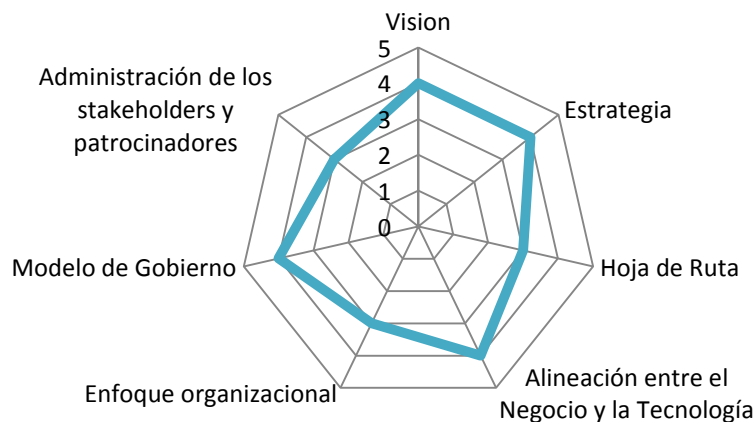 Vision
5
4
3
2
1
0
Estrategia
Hoja de Ruta
Alineación entre el
Negocio y la Tecnología
Enfoque organizacional
Modelo de Gobierno
Administración de los
stakeholders y
patrocinadores